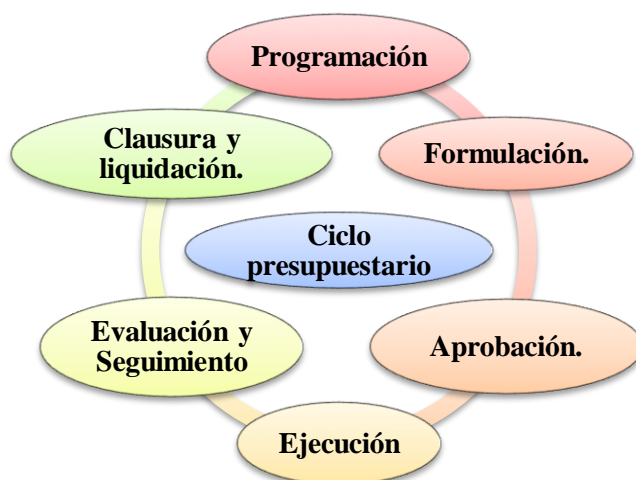 Programación
Formulación.
Aprobación.
Ejecución
Evaluación y
Seguimiento
Clausura y
liquidación.
Ciclo
presupuestario